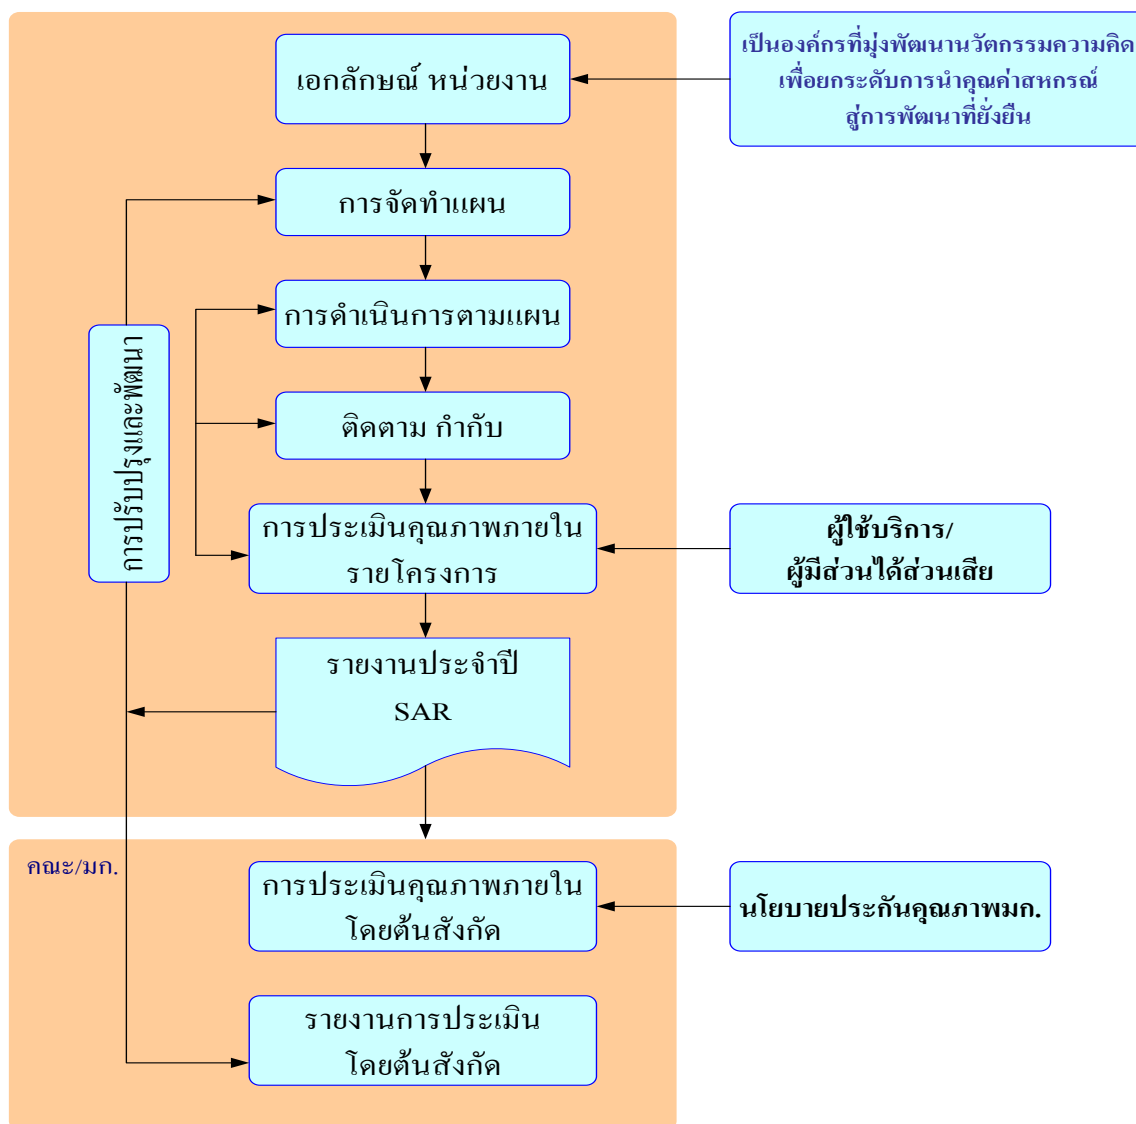 เอกลักษณ์ หน่วยงาน
เป็นองค์กรที่มุ่งพัฒนานวัตกรรมความคิด
เพื่อยกระดับการนำคุณค่าสหกรณ์
สู่การพัฒนาที่ยั่งยืน
การจัดทำแผน
การดำเนินการตามแผน
การปรับปรุงและพัฒนา
ติดตาม กำกับ
การประเมินคุณภาพภายใน
รายโครงการ
ผู้ใช้บริการ/
ผู้มีส่วนได้ส่วนเสีย
รายงานประจำปี
SAR
คณะ/มก.
การประเมินคุณภาพภายใน
โดยต้นสังกัด
นโยบายประกันคุณภาพมก.
รายงานการประเมิน
โดยต้นสังกัด